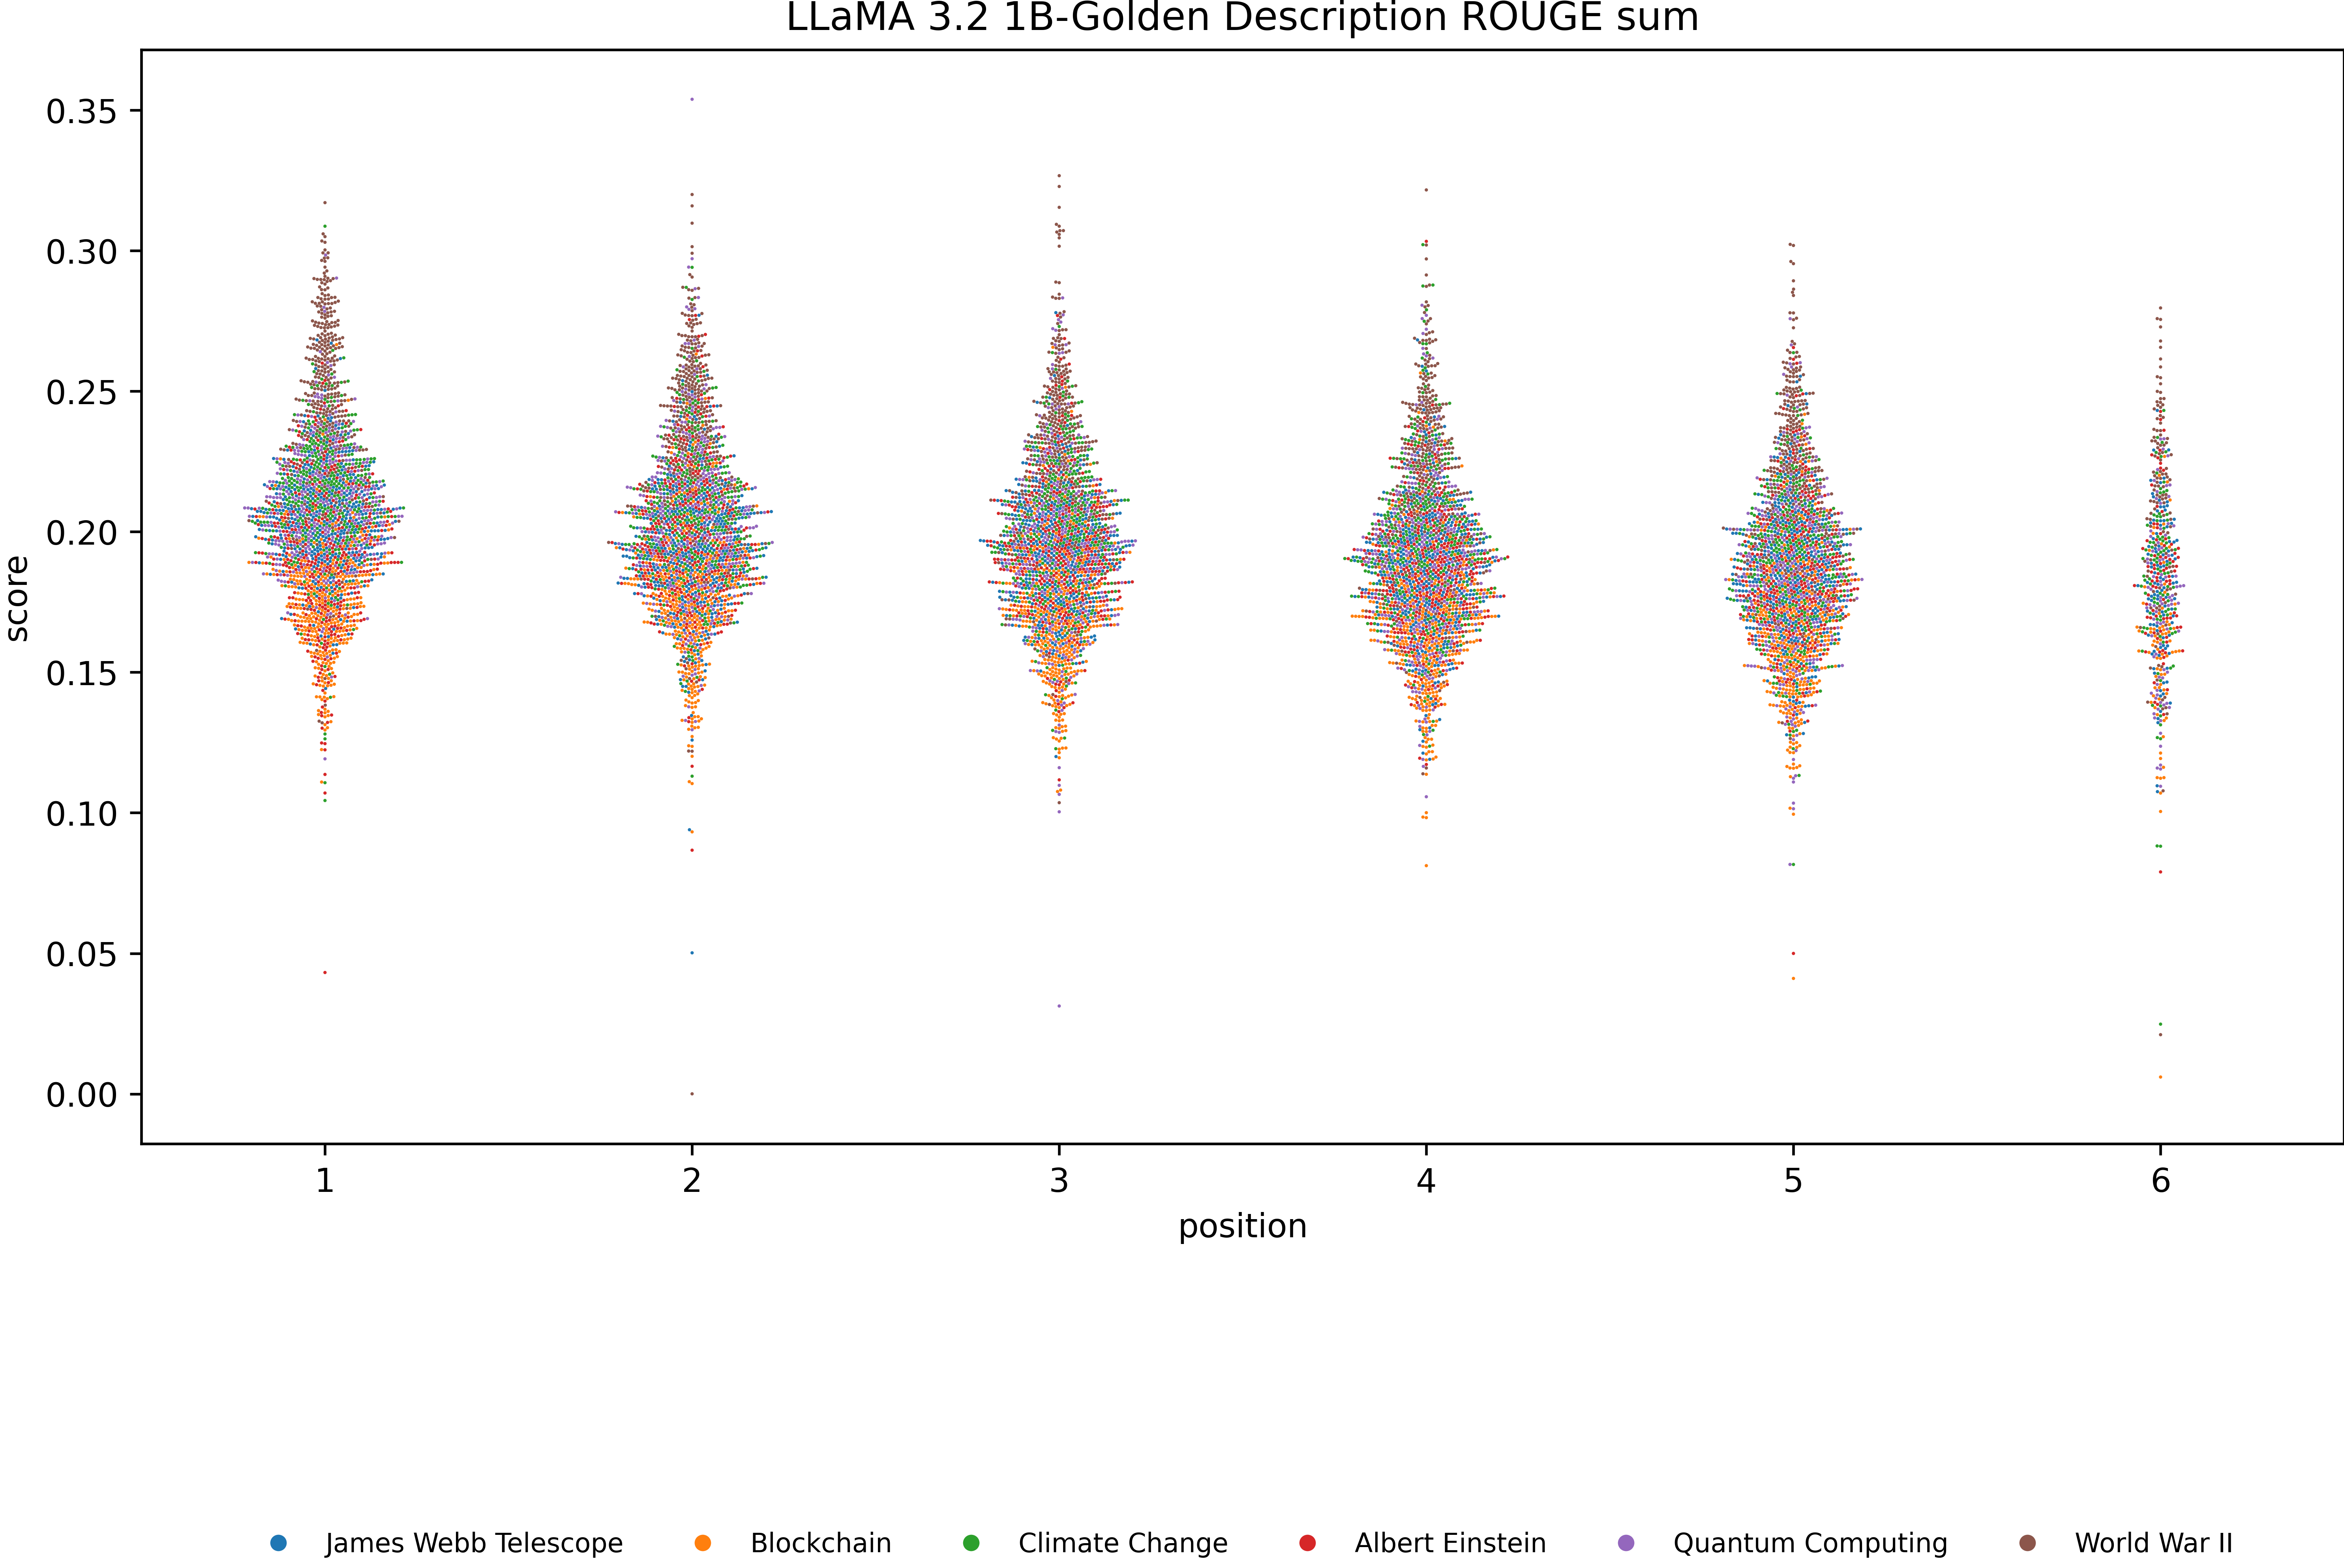 LLaMA 3.2 1B-Golden Description ROUGE sum
0.35
0.30
0.25
0.20
0.15
0.10
0.05
0.00
score
1 2 3 4 5 6
position
James Webb Telescope Blockchain Climate Change Albert Einstein Quantum Computing World War II